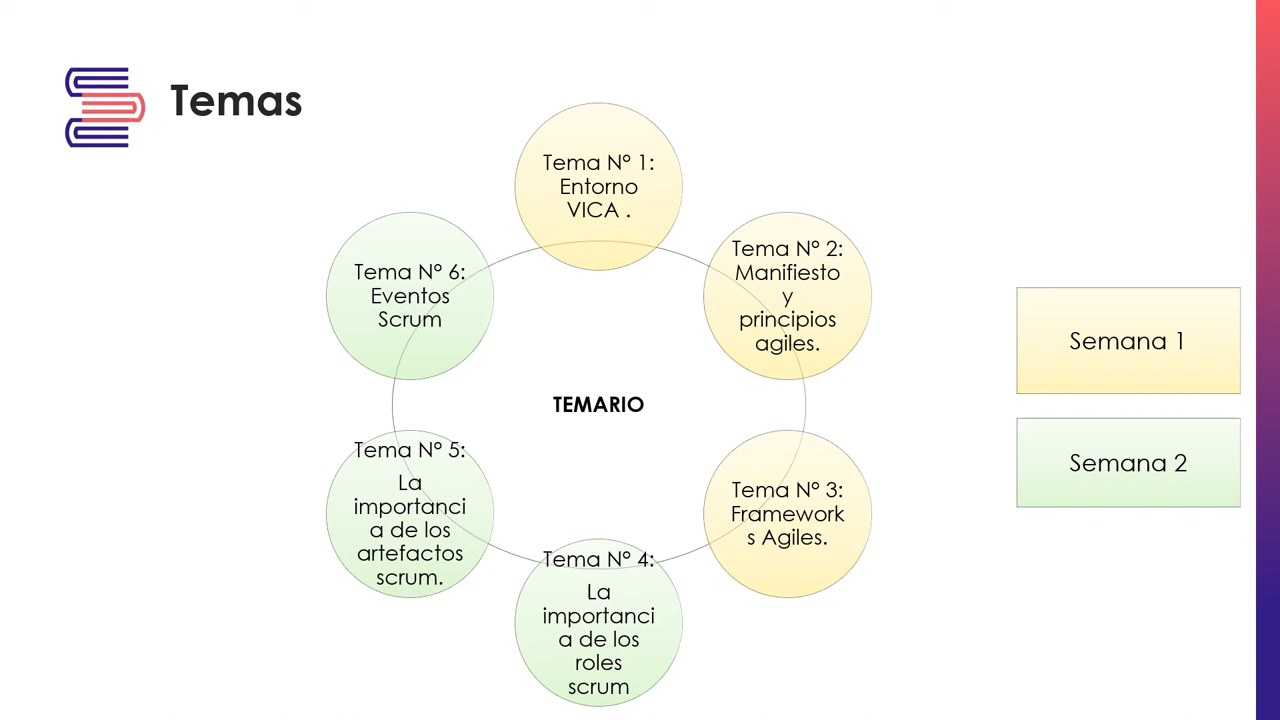 Temas
Tema N° 1:
Entorno
VICA .
Tema N° 2:
Manifiesto
y
principios
agiles.
Tema N° 3:
Framework
s Agiles.
Tema N° 4:
La
importanci
a de los
roles
scrum
Tema N° 5:
La
importanci
a de los
artefactos
scrum.
Tema N° 6:
Eventos
Scrum
TEMARIO
Semana 1
Semana 2